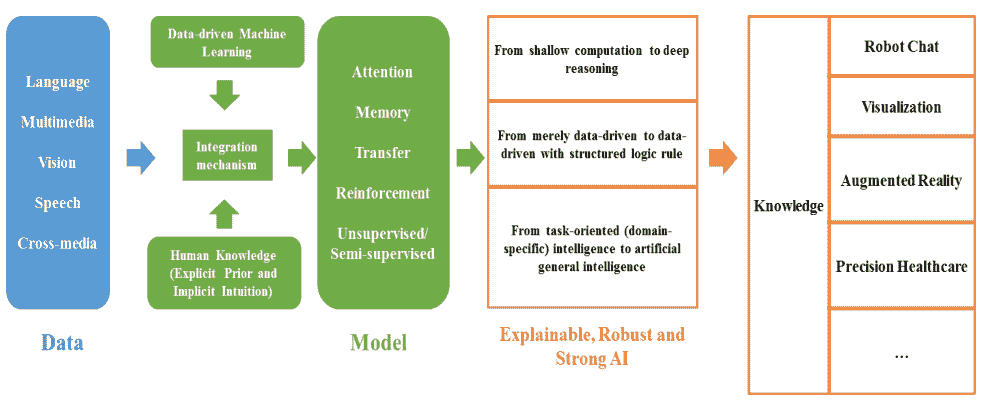 Language
Multimedia
Vision
Speech
Cross-media
Data
Data-driven Machine
Learning
Integration
mechanism
Human Knowledge
(Explicit Prior and
Implicit Intuition)
Attention
Memory
Transfer
Reinforcement
Unsupervised/
Semi-supervised
Model
From shallow computation to deep
reasoning
From merely data-driven to data-
driven with structured logic rule
From task-oriented (domain-
specific) intelligence to artificial
general intelligence
Explainable, Robust and
Strong AI
Knowledge
Robot Chat
Visualization
Augmented Reality
Precision Healthcare
…